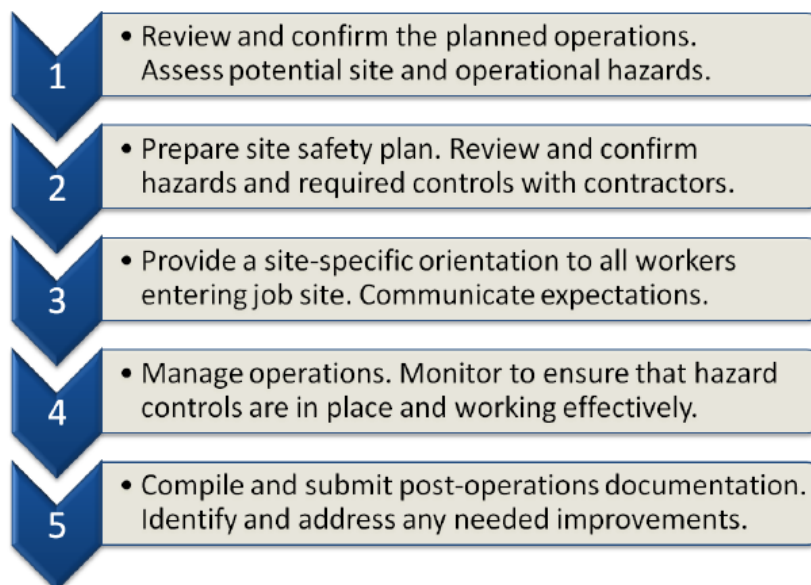 1
• Review and confirm the planned operations.
Assess potential site and operational hazards.
2
• Prepare site safety plan. Review and confirm
hazards and required controls with contractors.
3
• Provide a site-specific orientation to all workers
entering job site. Communicate expectations.
4
• Manage operations. Monitor to ensure that hazard
controls are in place and working effectively.
5
• Compile and submit post-operations documentation.
Identify and address any needed improvements.